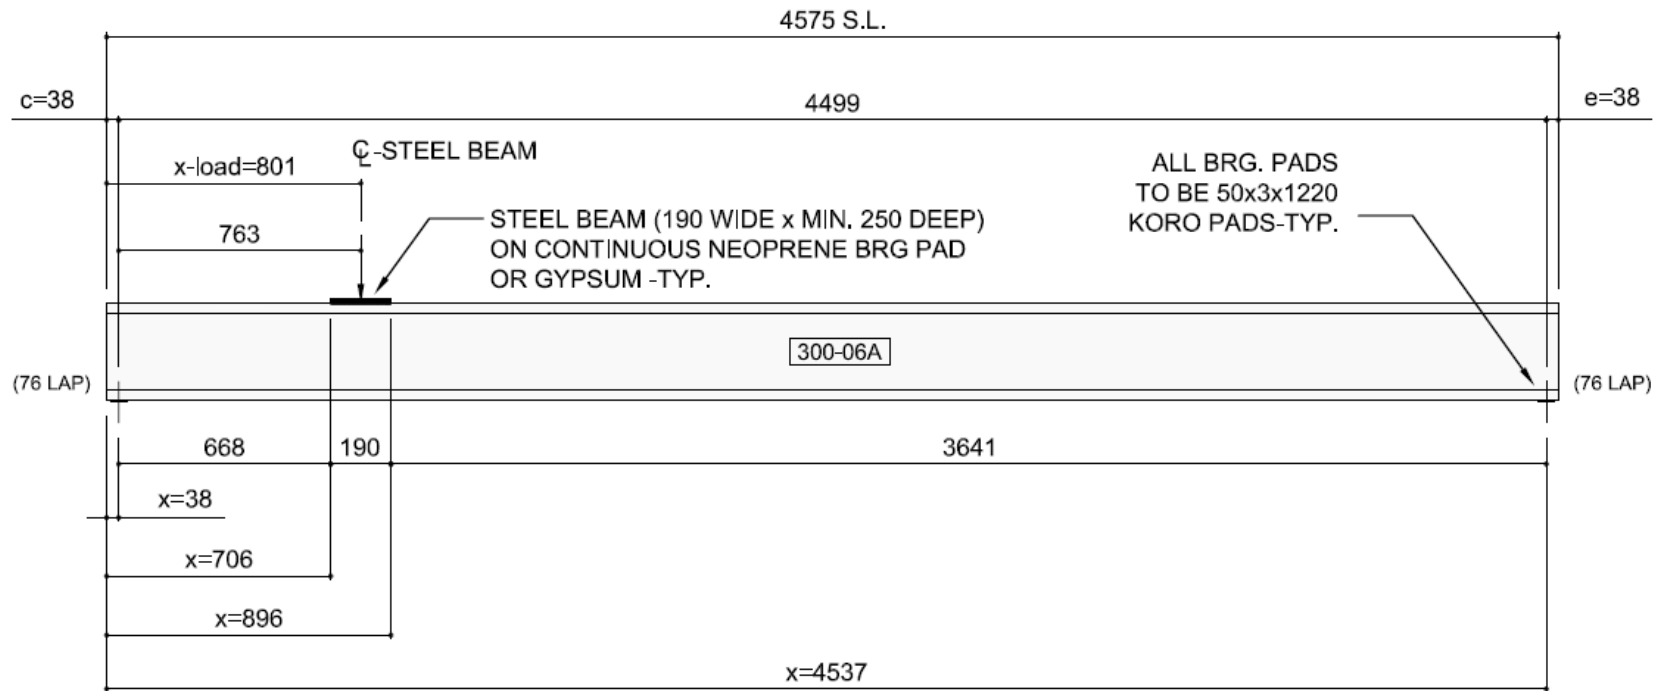 4575 S.L.
c=38
4499
e=38
℄-STEEL BEAM
x-load=801
ALL BRG. PADS
TO BE 50x3x1220
KORO PADS-TYP.
STEEL BEAM (190 WIDE x MIN. 250 DEEP)
ON CONTINUOUS NEOPRENE BRG PAD
OR GYPSUM -TYP.
763
300-06A
(76 LAP)
(76 LAP)
668
190
3641
x=38
x=706
x=896
x=4537